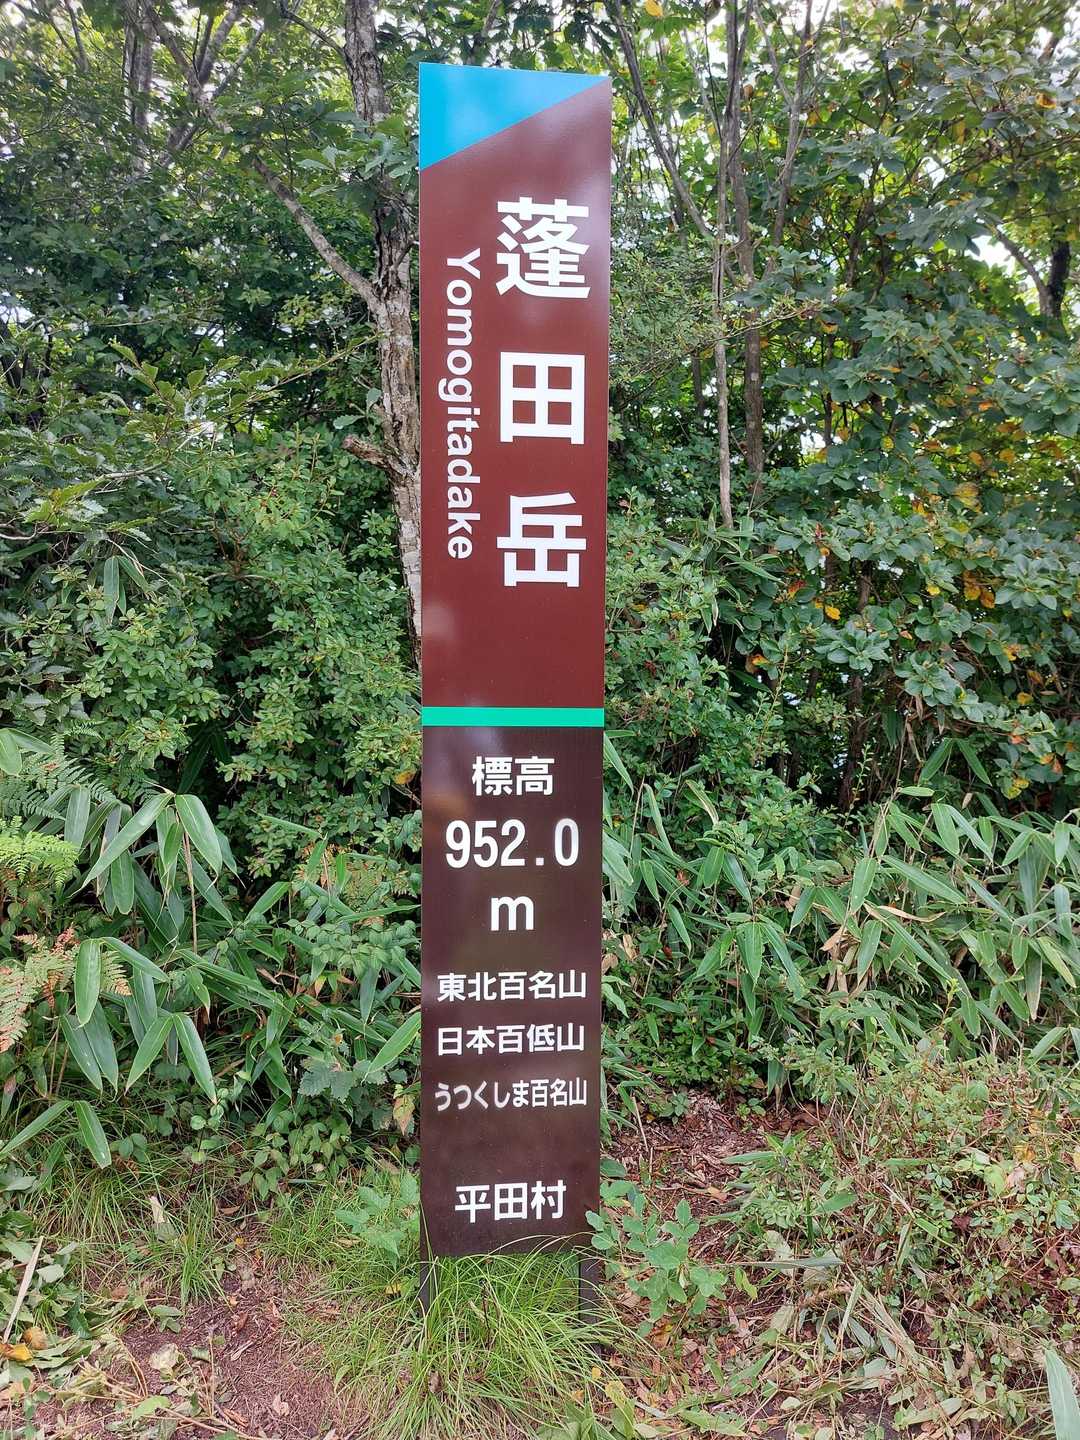 蓬田岳
Yomogitadake
標高
952.0
m
東北百名山
日本百低山
うつくしま百名山
平田村